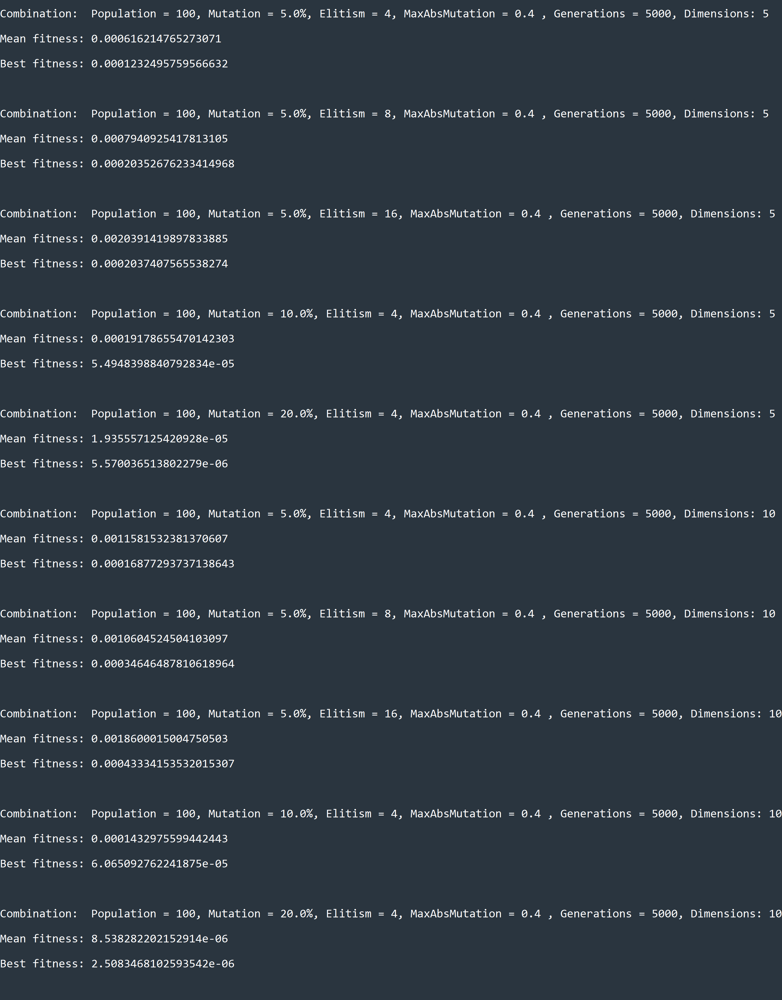 Combination:  Population = 100, Mutation = 5.0%, Elitism = 4, MaxAbsMutation = 0.4 , Generations = 5000, Dimensions: 5
Mean fitness: 0.000616214765273071
Best fitness: 0.0001232495759566632
Combination:  Population = 100, Mutation = 5.0%, Elitism = 8, MaxAbsMutation = 0.4 , Generations = 5000, Dimensions: 5
Mean fitness: 0.0007940925417813105
Best fitness: 0.00020352676233414968
Combination:  Population = 100, Mutation = 5.0%, Elitism = 16, MaxAbsMutation = 0.4 , Generations = 5000, Dimensions: 5
Mean fitness: 0.0020391419897833885
Best fitness: 0.0002037407565538274
Combination:  Population = 100, Mutation = 10.0%, Elitism = 4, MaxAbsMutation = 0.4 , Generations = 5000, Dimensions: 5
Mean fitness: 0.00019178655470142303
Best fitness: 5.4948398840792834e-05
Combination:  Population = 100, Mutation = 20.0%, Elitism = 4, MaxAbsMutation = 0.4 , Generations = 5000, Dimensions: 5
Mean fitness: 1.935557125420928e-05
Best fitness: 5.570036513802279e-06
Combination:  Population = 100, Mutation = 5.0%, Elitism = 4, MaxAbsMutation = 0.4 , Generations = 5000, Dimensions: 10
Mean fitness: 0.0011581532381370607
Best fitness: 0.00016877293737138643
Combination:  Population = 100, Mutation = 5.0%, Elitism = 8, MaxAbsMutation = 0.4 , Generations = 5000, Dimensions: 10
Mean fitness: 0.0010604524504103097
Best fitness: 0.00034646487810618964
Combination:  Population = 100, Mutation = 5.0%, Elitism = 16, MaxAbsMutation = 0.4 , Generations = 5000, Dimensions: 10
Mean fitness: 0.0018600015004750503
Best fitness: 0.00043334153532015307
Combination:  Population = 100, Mutation = 10.0%, Elitism = 4, MaxAbsMutation = 0.4 , Generations = 5000, Dimensions: 10
Mean fitness: 0.0001432975599442443
Best fitness: 6.065092762241875e-05
Combination:  Population = 100, Mutation = 20.0%, Elitism = 4, MaxAbsMutation = 0.4 , Generations = 5000, Dimensions: 10
Mean fitness: 8.538282202152914e-06
Best fitness: 2.5083468102593542e-06